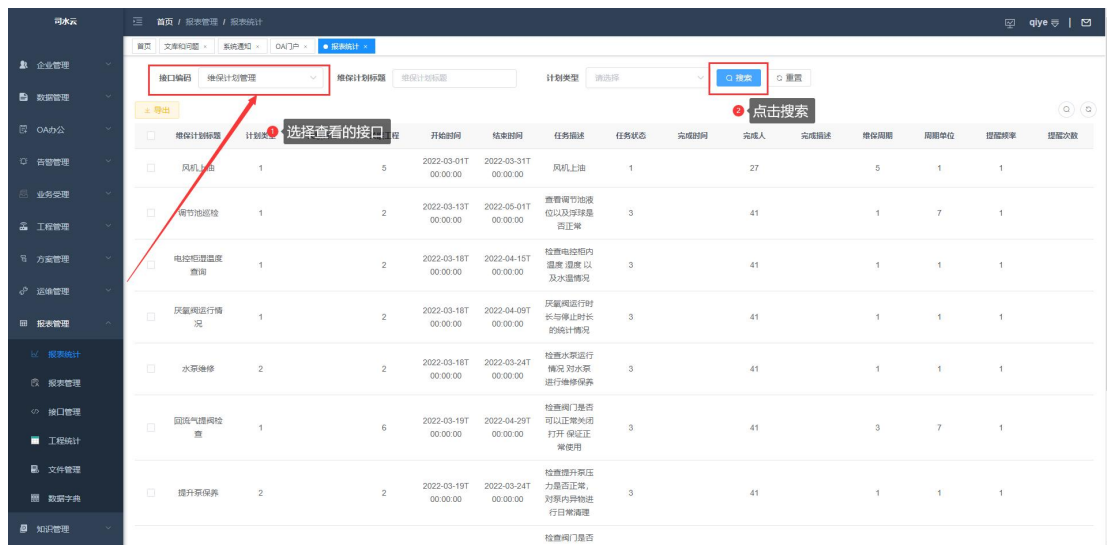 司水云
首页 / 报表管理 / 报表统计
qiye
首页 文库和问题 × 系统通知 × OA门户 × 报表统计 ×
企业管理
数据管理
OA办公
告警管理
业务受理
工程管理
方案管理
运维管理
报表管理
报表统计
报表管理
接口管理
工程统计
文件管理
数据字典
知识管理
接口编码 维保计划管理 维保计划标题 维保计划标题 计划类型 请选择 搜索 重置
导出
1 选择查看的接口
2 点击搜索
维保计划标题 计划类 工程 开始时间 结束时间 任务描述 任务状态 完成时间 完成人 完成描述 维保周期 周期单位 提醒频率 提醒次数
风机上油 1 5 2022-03-01T 00:00:00 2022-03-31T 00:00:00 风机上油 1 27 5 1 1
调节池巡检 1 2 2022-03-13T 00:00:00 2022-05-01T 00:00:00 查看调节池液位以及浮球是否正常 3 41 1 7 1
电控柜湿温度查询 1 2 2022-03-18T 00:00:00 2022-04-15T 00:00:00 检查电控柜内温度 湿度 以及水温情况 3 41 1 1 1
厌氧阀运行情况 1 2 2022-03-18T 00:00:00 2022-04-09T 00:00:00 厌氧阀运行时长与停止时长的统计情况 3 41 1 1 1
水泵维修 2 2 2022-03-18T 00:00:00 2022-03-24T 00:00:00 检查水泵运行情况 对水泵进行维修保养 3 41 1 1 1
回流气提阀检查 1 6 2022-03-19T 00:00:00 2022-04-29T 00:00:00 检查阀门是否可以正常关闭打开 保证正常使用 3 41 3 7 1
提升泵保养 2 2 2022-03-19T 00:00:00 2022-03-24T 00:00:00 检查提升泵压力是否正常，对泵内异物进行日常清理 3 41 1 1 1
检查阀门是否